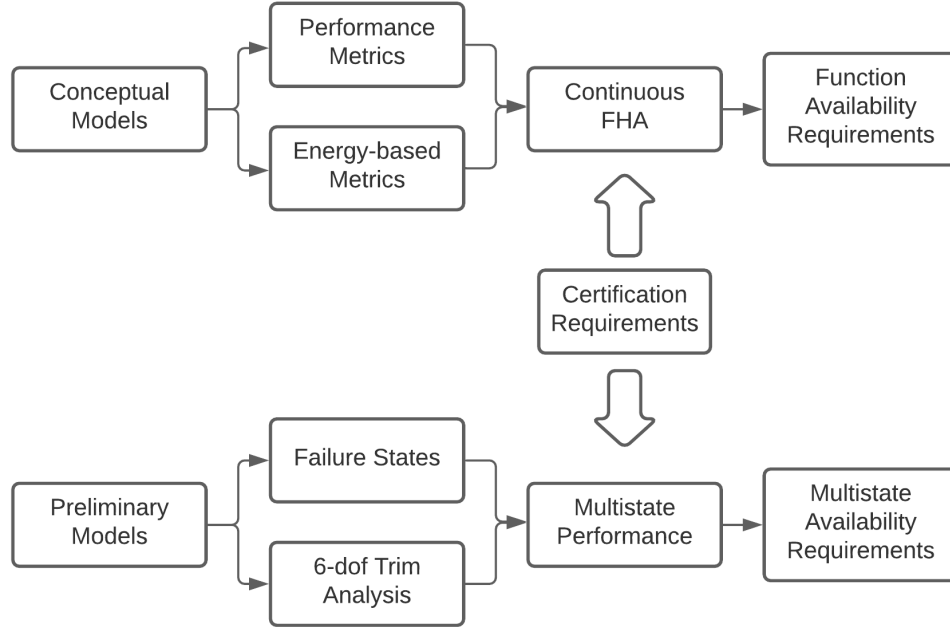 Conceptual
Models
Performance
Metrics
Energy-based
Metrics
Continuous
FHA
Function
Availability
Requirements
Certification
Requirements
Preliminary
Models
Failure States
6-dof Trim
Analysis
Multistate
Performance
Multistate
Availability
Requirements